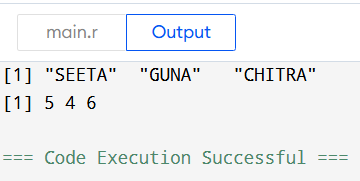 main.r Output
[1] "SEETA"  "GUNA"   "CHITRA"
[1] 5 4 6
=== Code Execution Successful ===